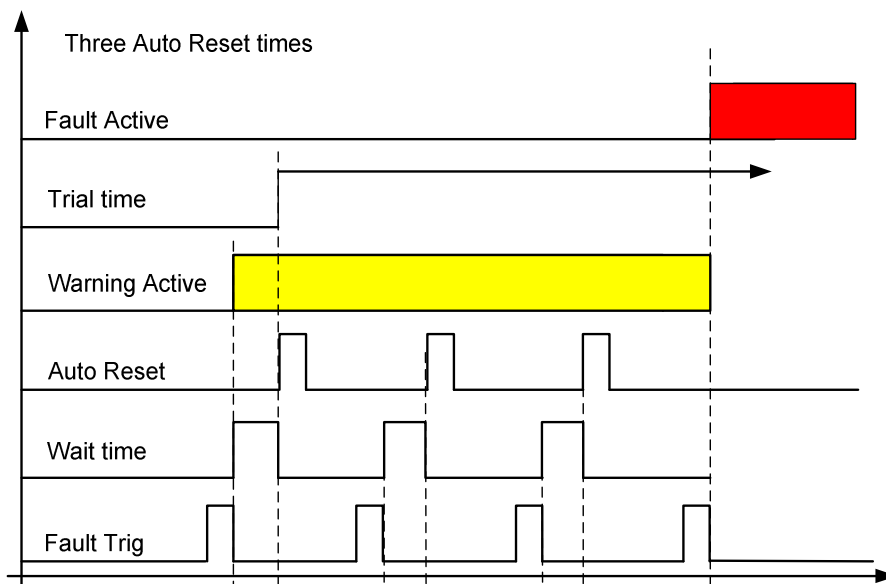 Three Auto Reset times
Fault Active
Trial time
Warning Active
Auto Reset
Wait time
Fault Trig